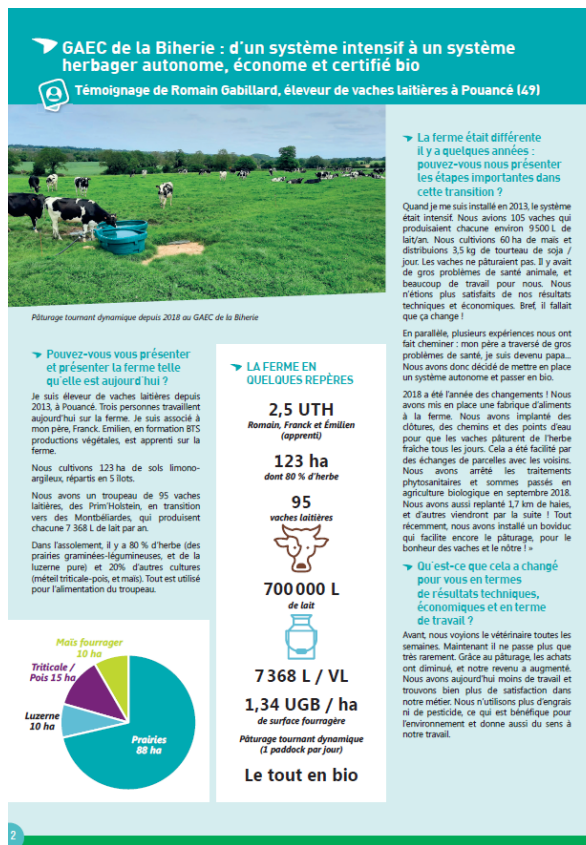 GAEC de la Biherie : d'un système intensif à un système
herbager autonome, économe et certifié bio
Témoignage de Romain Gabillard, éleveur de vaches laitières à Pouancé (49)
Pâturage tournant dynamique depuis 2018 au GAEC de la Biherie
Pouvez-vous vous présenter
et présenter la ferme telle
qu'elle est aujourd'hui ?
Je suis éleveur de vaches laitières depuis
2013, à Pouancé. Trois personnes travaillent
aujourd'hui sur la ferme. Je suis associé à
mon père, Franck. Emilien, en formation BTS
productions végétales, est apprenti sur la
ferme.
Nous cultivons 123 ha de sols limono-
argileux, répartis en 5 îlots.
Nous avons un troupeau de 95 vaches
laitières, des Prim'Holstein, en transition
vers des Montbéliardes, qui produisent
chacune 7 368 L de lait par an.
Dans l'assolement, il y a 80 % d'herbe (des
prairies graminées-légumineuses, et de la
luzerne pure) et 20% d'autres cultures
(méteil triticale-pois, et maïs). Tout est utilisé
pour l'alimentation du troupeau.
Maïs fourrager
10 ha
Triticale /
Pois 15 ha
Luzerne
10 ha
Prairies
88 ha
LA FERME EN
QUELQUES REPÈRES
2,5 UTH
Romain, Franck et Émilien
(apprenti)
123 ha
dont 80 % d'herbe
95
vaches laitières
700 000 L
de lait
7 368 L / VL
1,34 UGB / ha
de surface fourragère
Pâturage tournant dynamique
(1 paddock par jour)
Le tout en bio
La ferme était différente
il y a quelques années :
pouvez-vous nous présenter
les étapes importantes dans
cette transition ?
Quand je me suis installé en 2013, le système
était intensif. Nous avions 105 vaches qui
produisaient chacune environ 9 500 L de
lait/an. Nous cultivions 60 ha de maïs et
distribuions 3,5 kg de tourteau de soja /
jour. Les vaches ne pâturaient pas. Il y avait
de gros problèmes de santé animale, et
beaucoup de travail pour nous. Nous
n'étions plus satisfaits de nos résultats
techniques et économiques. Bref, il fallait
que ça change !
En parallèle, plusieurs expériences nous ont
fait cheminer : mon père a traversé de gros
problèmes de santé, je suis devenu papa...
Nous avons donc décidé de mettre en place
un système autonome et passer en bio.
2018 a été l'année des changements ! Nous
avons mis en place une fabrique d'aliments
à la ferme. Nous avons implanté des
clôtures, des chemins et des points d'eau
pour que les vaches pâturent de l'herbe
fraîche tous les jours. Cela a été facilité par
des échanges de parcelles avec les voisins.
Nous avons arrêté les traitements
phytosanitaires et sommes passés en
agriculture biologique en septembre 2018.
Nous avons aussi replanté 1,7 km de haies,
et d'autres viendront par la suite ! Tout
récemment, nous avons installé un boviduc
qui facilite encore le pâturage, pour le
bonheur des vaches et le nôtre ! »
Qu'est-ce que cela a changé
pour vous en termes
de résultats techniques,
économiques et en terme
de travail ?
Avant, nous voyions le vétérinaire toutes les
semaines. Maintenant il ne passe plus que
très rarement. Grâce au pâturage, les achats
ont diminué, et notre revenu a augmenté.
Nous avons aujourd'hui moins de travail et
trouvons bien plus de satisfaction dans
notre métier. Nous n'utilisons plus d'engrais
ni de pesticide, ce qui est bénéfique pour
l'environnement et donne aussi du sens à
notre travail.
2